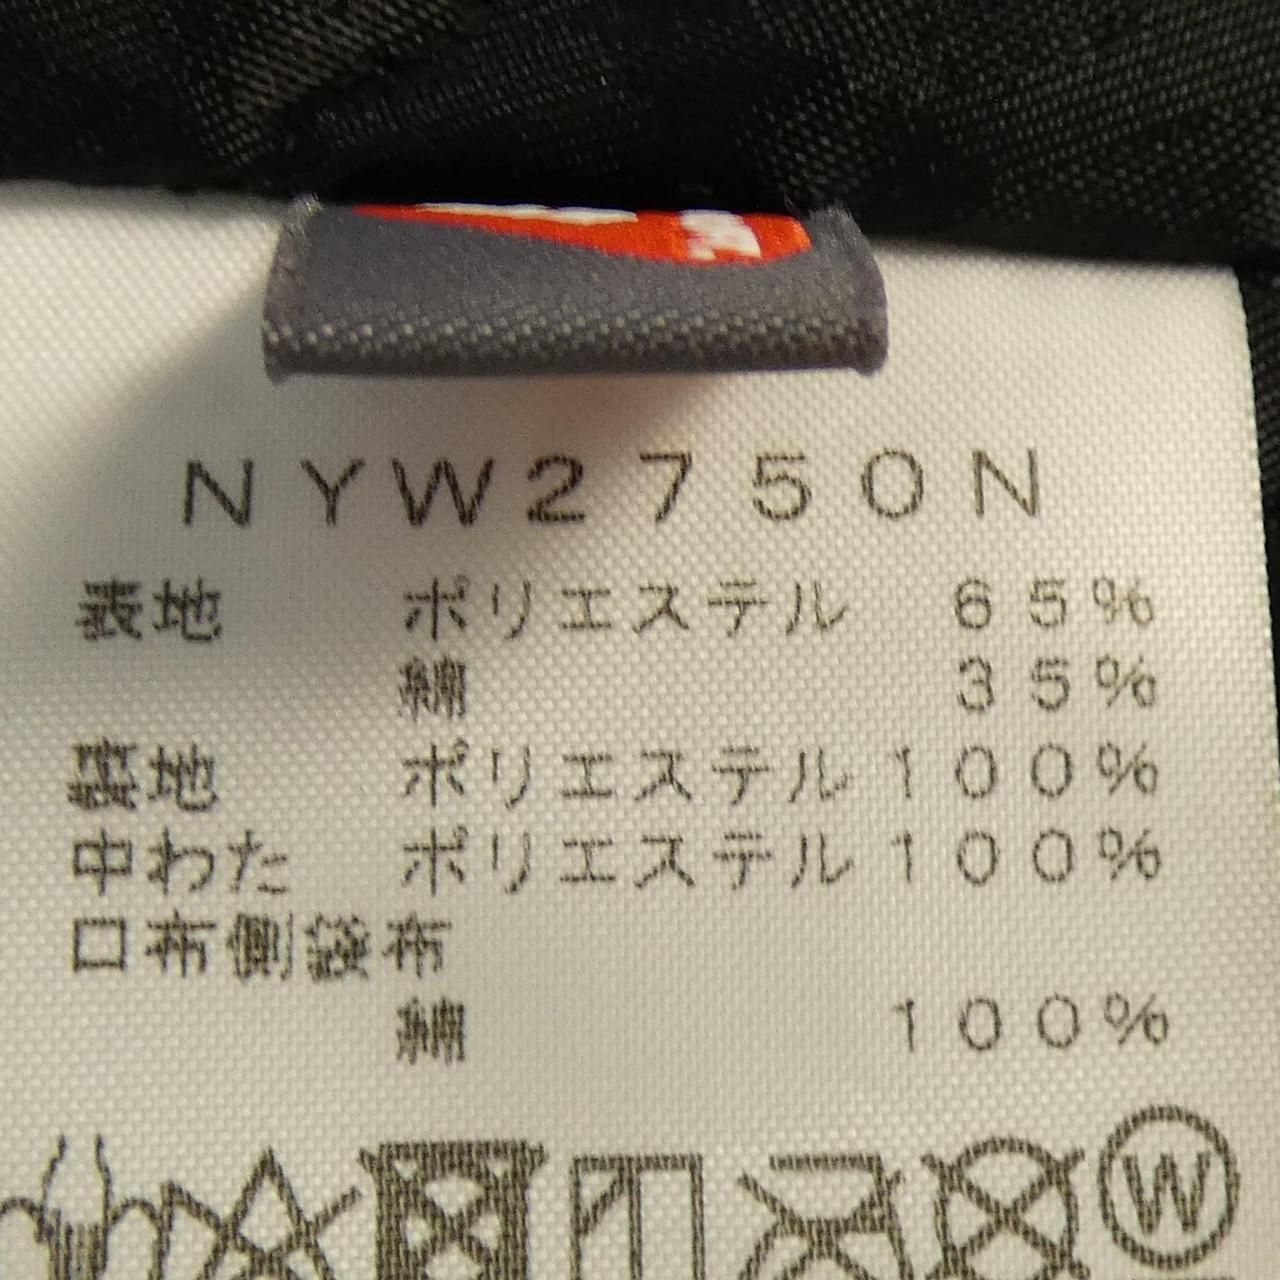 NYW2750N
表地 ポリエステル 65%
綿 35%
裏地 ポリエステル 100%
中わた ポリエステル 100%
口布側袋布
綿 100%
W